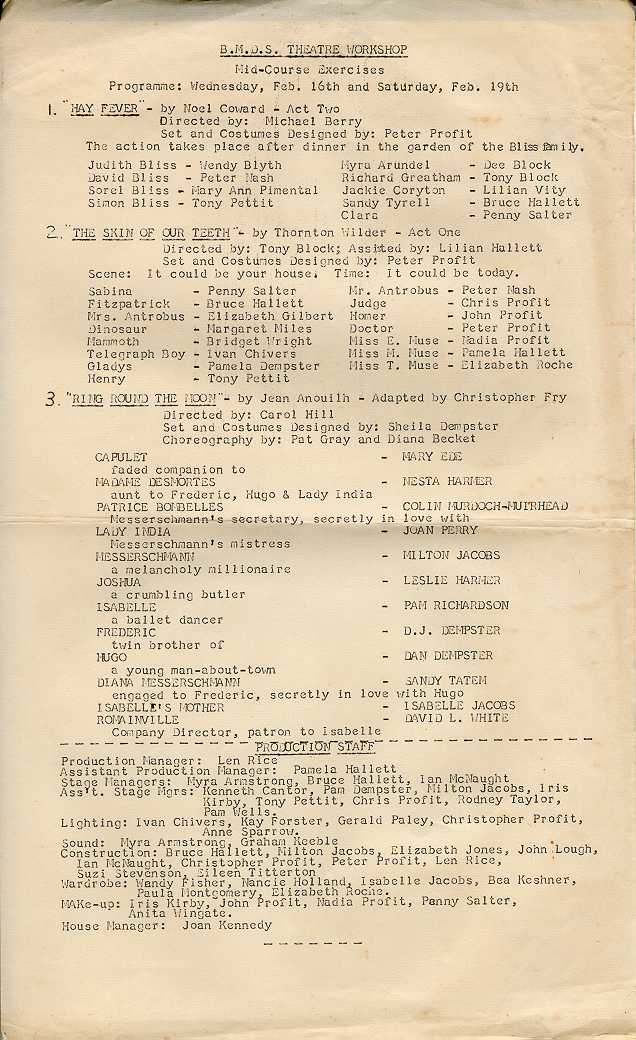 B.M.D.S. THEATRE WORKSHOP
Mid-Course Exercises
Programme: Wednesday, Feb. 16th and Saturday, Feb. 19th
1. "HAY FEVER" - by Noel Coward - Act Two
Directed by: Michael Berry
Set and Costumes Designed by: Peter Profit
The action takes place after dinner in the garden of the Bliss family.
Judith Bliss - Wendy Blyth Myra Arundel - Dee Block
David Bliss - Peter Nash Richard Greatham - Tony Block
Sorel Bliss - Mary Ann Pimental Jackie Coryton - Lilian Vity
Simon Bliss - Tony Pettit Sandy Tyrell - Bruce Hallett
Clara - Penny Salter
2. "THE SKIN OF OUR TEETH" - by Thornton Wilder - Act One
Directed by: Tony Block; Assisted by: Lilian Hallett
Set and Costumes Designed by: Peter Profit
Scene: It could be your house. Time: It could be today.
Sabina - Penny Salter Mr. Antrobus - Peter Nash
Fitzpatrick - Bruce Hallett Judge - Chris Profit
Mrs. Antrobus - Elizabeth Gilbert Homer - John Profit
Dinosaur - Margaret Miles Doctor - Peter Profit
Mammoth - Bridget Wright Miss E. Muse - Nadia Profit
Telegraph Boy - Ivan Chivers Miss M. Muse - Pamela Hallett
Gladys - Pamela Dempster Miss T. Muse - Elizabeth Roche
Henry - Tony Pettit
3. "RING ROUND THE MOON" - by Jean Anouilh - Adapted by Christopher Fry
Directed by: Carol Hill
Set and Costumes Designed by: Sheila Dempster
Choreography by: Pat Gray and Diana Becket
CAPULET - MARY EDE
faded companion to
MADAME DESMORTES - NESTA HARMER
aunt to Frederic, Hugo & Lady India
PATRICE BOMBELLES - COLIN MURDOCH-MUIRHEAD
Messerschmann's secretary, secretly in love with
LADY INDIA - JOAN PERRY
Messerschmann's mistress
MESSERSCHMANN - MILTON JACOBS
a melancholy millionaire
JOSHUA - LESLIE HARMER
a crumbling butler
ISABELLE - PAM RICHARDSON
a ballet dancer
FREDERIC - D.J. DEMPSTER
twin brother of
HUGO - DAN DEMPSTER
a young man-about-town
DIANA MESSERSCHMANN - SANDY TATEM
engaged to Frederic, secretly in love with Hugo
ISABELLE'S MOTHER - ISABELLE JACOBS
ROMAINVILLE - DAVID L. WHITE
Company Director, patron to Isabelle
PRODUCTION STAFF
Production Manager: Len Rice
Assistant Production Manager: Pamela Hallett
Stage Managers: Myra Armstrong, Bruce Hallett, Ian McNaught
Ass't. Stage Mgrs: Kenneth Cantor, Pam Dempster, Milton Jacobs, Iris
Kirby, Tony Pettit, Chris Profit, Rodney Taylor,
Pam Wells.
Lighting: Ivan Chivers, Kay Forster, Gerald Paley, Christopher Profit,
Anne Sparrow.
Sound: Myra Armstrong, Graham Keeble
Construction: Bruce Hallett, Milton Jacobs, Elizabeth Jones, John Lough,
Ian McNaught, Christopher Profit, Peter Profit, Len Rice,
Suzi Stevenson, Eileen Titterton
Wardrobe: Wendy Fisher, Nancie Holland, Isabelle Jacobs, Bea Keshner,
Paula Montgomery, Elizabeth Roche.
MAKe-up: Iris Kirby, John Profit, Nadia Profit, Penny Salter,
Anita Wingate.
House Manager: Joan Kennedy